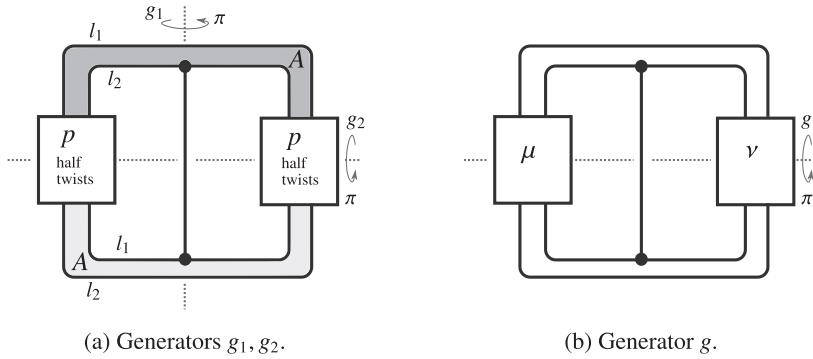 g₁ π
l₁
A
l₂
p half twists
p half twists
g₂
π
l₁
A
l₂
(a) Generators g₁, g₂.
μ
ν
g
π
(b) Generator g.